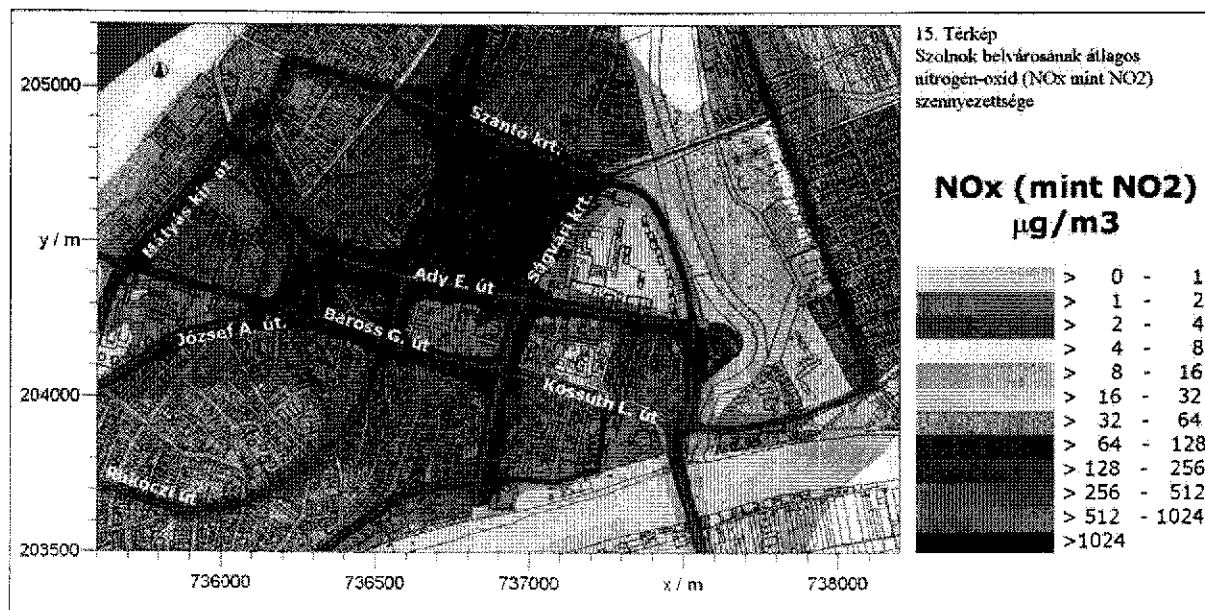 15. Térkép
Szolnok belvárosának átlagos
nitrogén-oxid (NOx mint NO2)
szennyezettsége
NOx (mint NO2)
µg/m3
> 0 - 1
> 1 - 2
> 2 - 4
> 4 - 8
> 8 - 16
> 16 - 32
> 32 - 64
> 64 - 128
> 128 - 256
> 256 - 512
> 512 - 1024
>1024
205000
y / m
204000
203500
736000
736500
737000
x / m
738000
Szántó krt.
Mátyás kir. út
Ságvári krt.
Ady E. út
József A. út.
Baross G. út
Kossuth L. út.